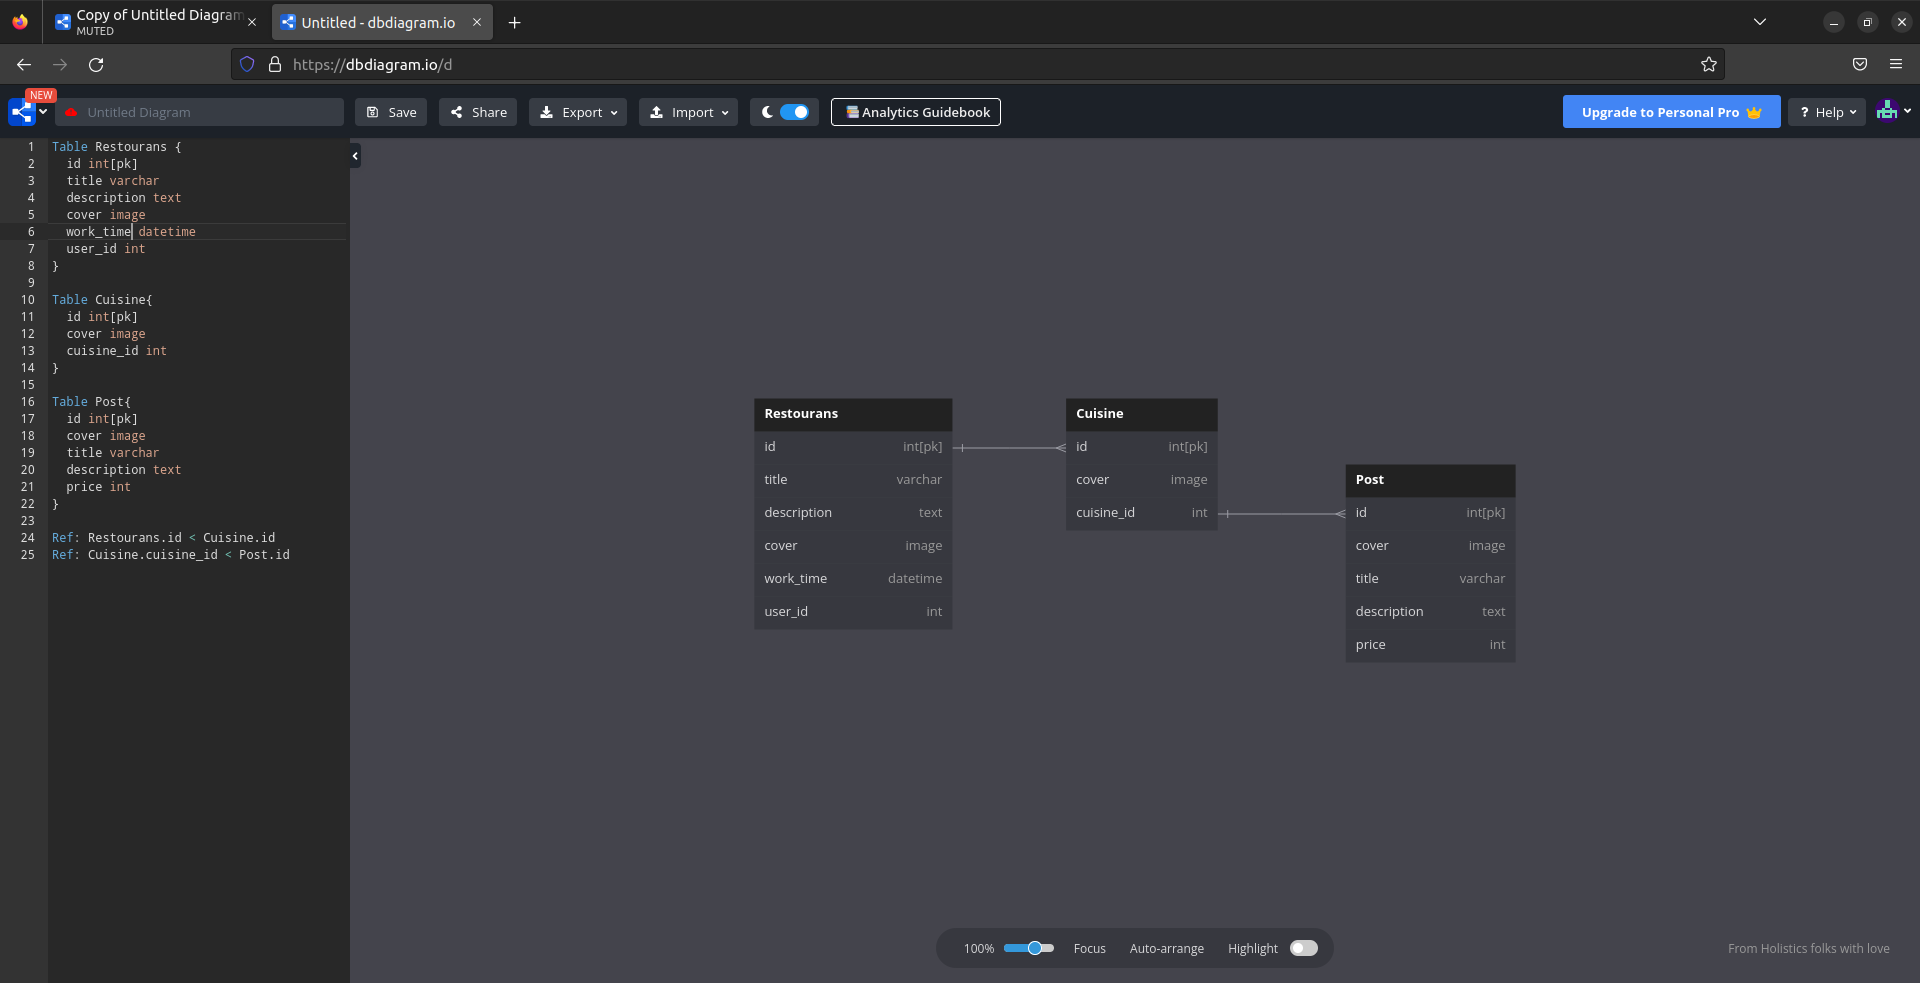 Copy of Untitled Diagram
MUTED
Untitled - dbdiagram.io
https://dbdiagram.io/d
NEW
Untitled Diagram
Save
Share
Export
Import
Analytics Guidebook
Upgrade to Personal Pro
? Help
1 Table Restourans {
2 id int[pk]
3 title varchar
4 description text
5 cover image
6 work_time datetime
7 user_id int
8 }
9
10 Table Cuisine{
11 id int[pk]
12 cover image
13 cuisine_id int
14 }
15
16 Table Post{
17 id int[pk]
18 cover image
19 title varchar
20 description text
21 price int
22 }
23
24 Ref: Restourans.id < Cuisine.id
25 Ref: Cuisine.cuisine_id < Post.id
Restourans
id int[pk]
title varchar
description text
cover image
work_time datetime
user_id int
Cuisine
id int[pk]
cover image
cuisine_id int
Post
id int[pk]
cover image
title varchar
description text
price int
100% Focus Auto-arrange Highlight
From Holistics folks with love